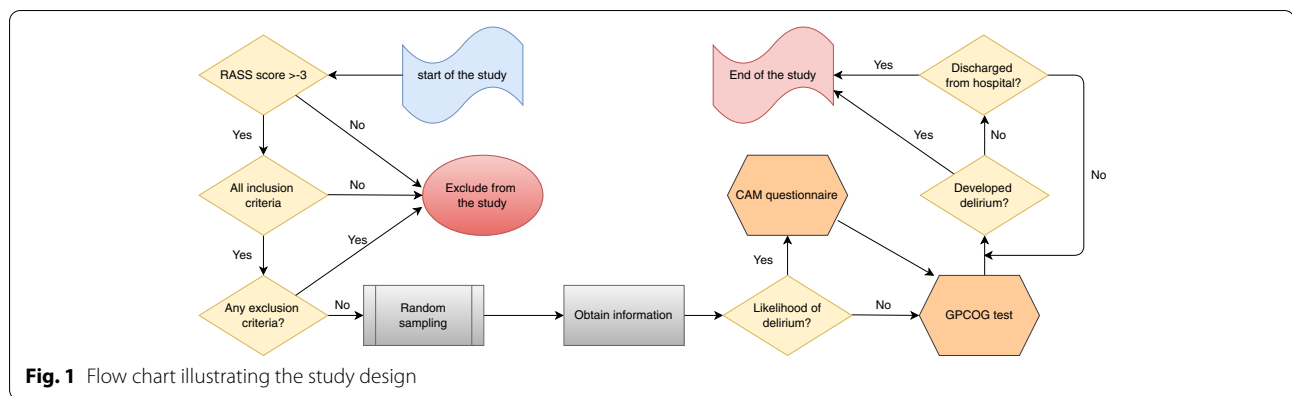 RASS score >-3
start of the study
End of the study
Yes
Discharged
from hospital?
No
Yes
Yes
No
All inclusion
criteria
No
Exclude from
the study
CAM questionnaire
Developed
delirium?
No
Yes
Yes
Yes
Any exclusion
criteria?
No
Random
sampling
Obtain information
Likelihood of
delirium?
No
GPCOG test
Fig. 1 Flow chart illustrating the study design